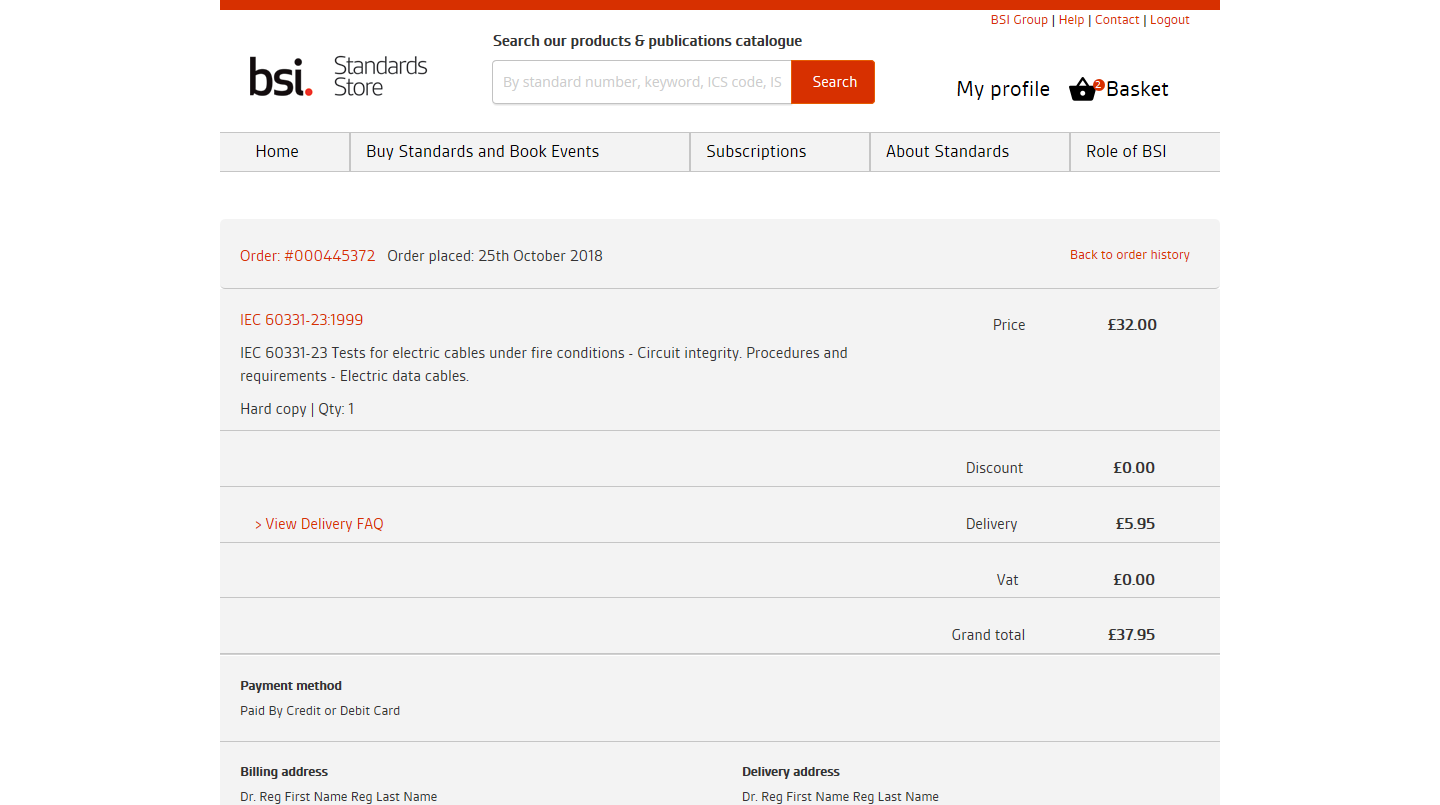 BSI Group | Help | Contact | Logout
Search our products & publications catalogue
bsi. Standards
Store
By standard number, keyword, ICS code, IS
Search
My profile
2
Basket
Home
Buy Standards and Book Events
Subscriptions
About Standards
Role of BSI
Order: #000445372 Order placed: 25th October 2018
Back to order history
IEC 60331-23:1999
Price £32.00
IEC 60331-23 Tests for electric cables under fire conditions - Circuit integrity. Procedures and
requirements - Electric data cables.
Hard copy | Qty: 1
Discount £0.00
> View Delivery FAQ
Delivery £5.95
Vat £0.00
Grand total £37.95
Payment method
Paid By Credit or Debit Card
Billing address
Dr. Reg First Name Reg Last Name
Delivery address
Dr. Reg First Name Reg Last Name